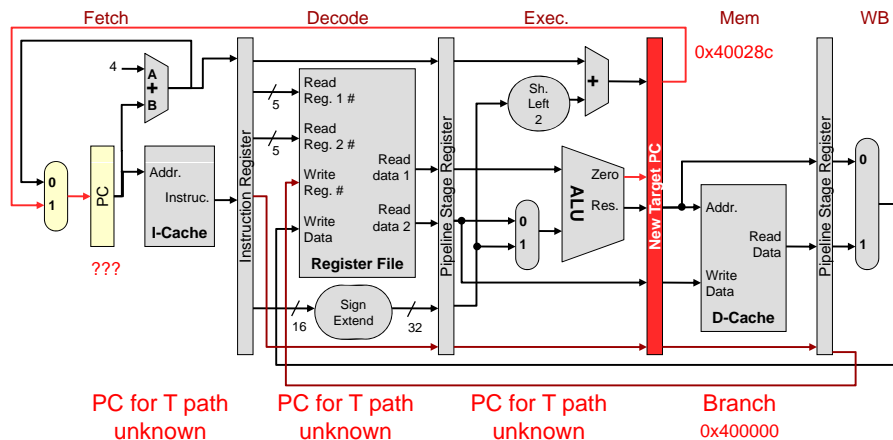 Fetch
Decode
Exec.
Mem
WB
0x40028c
4
A
+
B
+
5
Read
Reg. 1 #
Sh.
Left
2
5
Read
Reg. 2 #
Write
Reg. #
Write
Data
Read
data 1
Read
data 2
Register File
0
1
PC
Addr.
Instruc.
I-Cache
???
Instruction Register
Pipeline Stage Register
Zero
ALU
Res.
0
1
New Target PC
Addr.
Read
Data
Write
Data
D-Cache
Pipeline Stage Register
0
1
16
Sign
Extend
32
PC for T path
unknown
PC for T path
unknown
PC for T path
unknown
Branch
0x400000